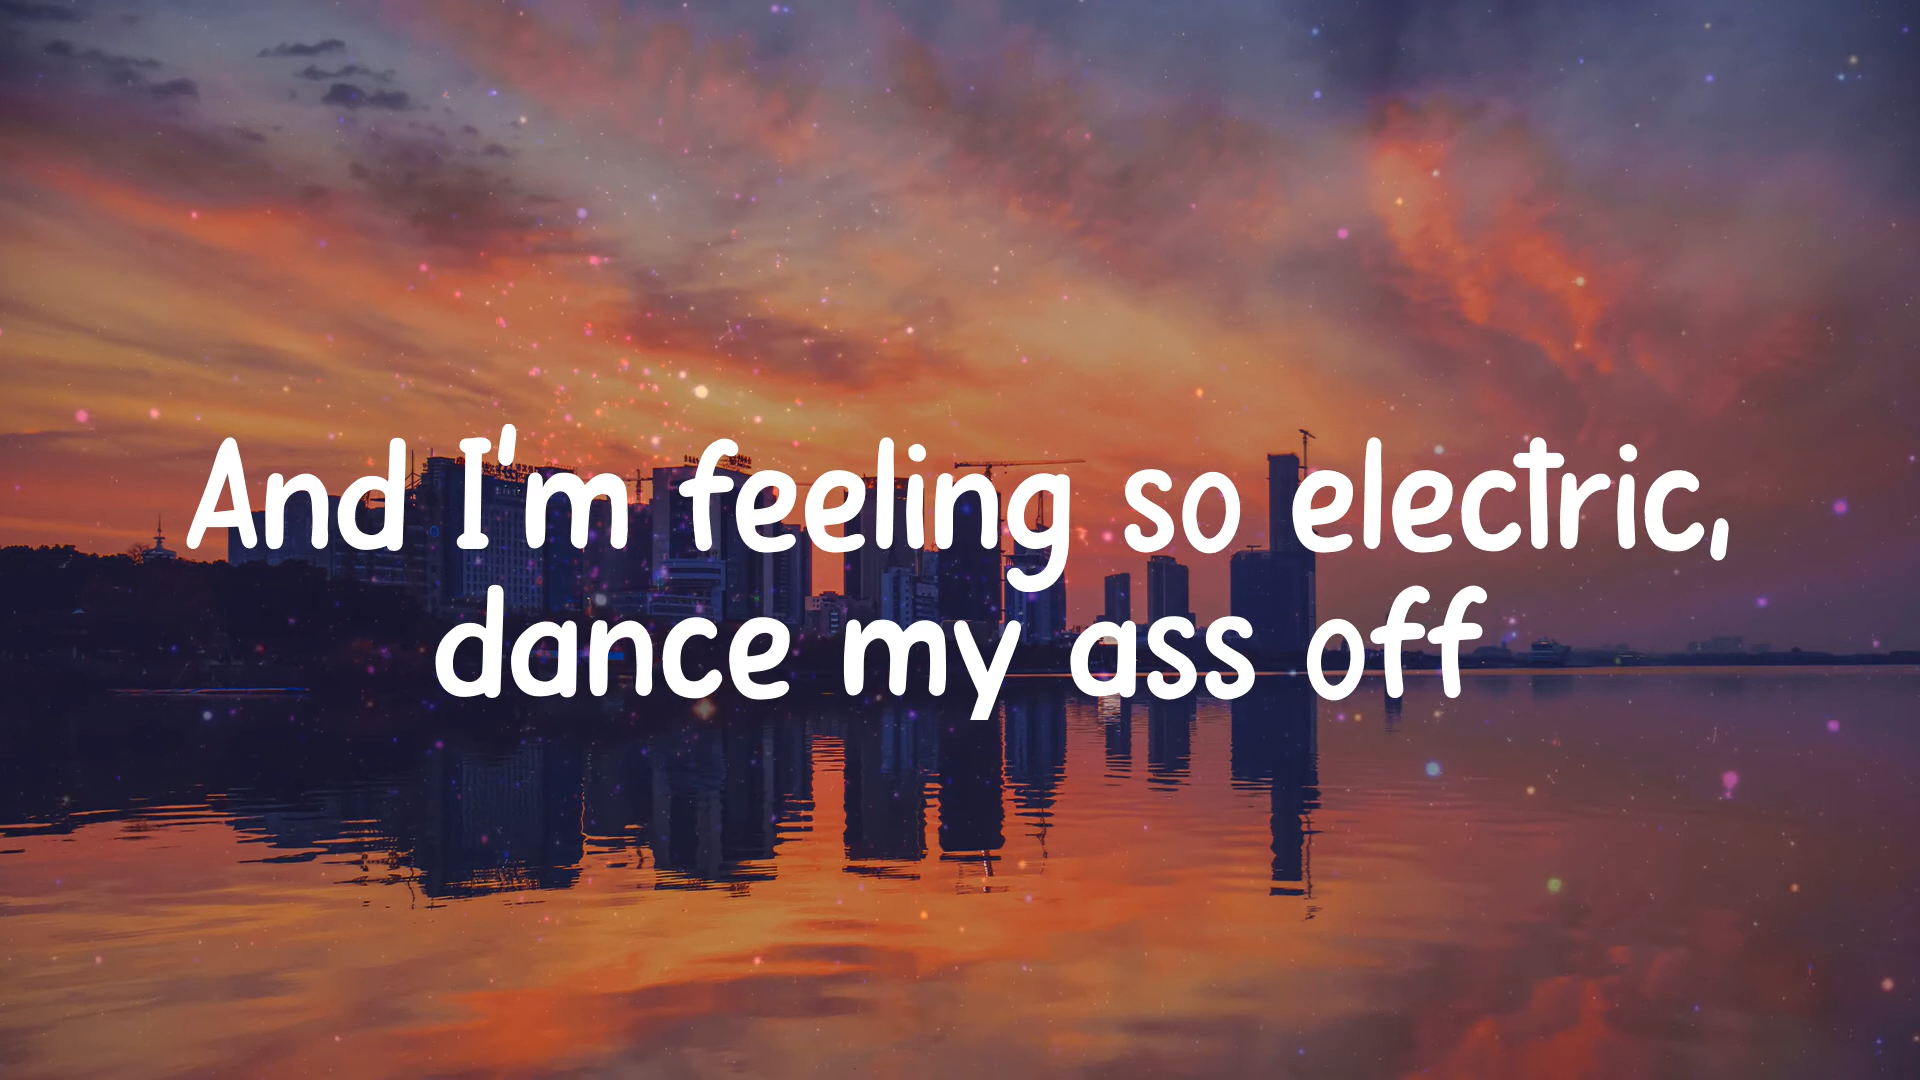 And I'm feeling so electric,
dance my ass off